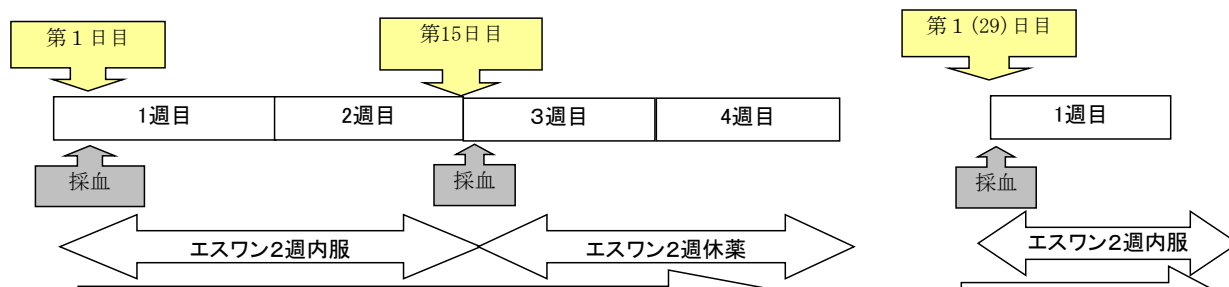 第１日目
第15日目
第１(29)日目
1週目
2週目
３週目
４週目
1週目
採血
採血
採血
エスワン２週内服
エスワン２週休薬
エスワン２週内服